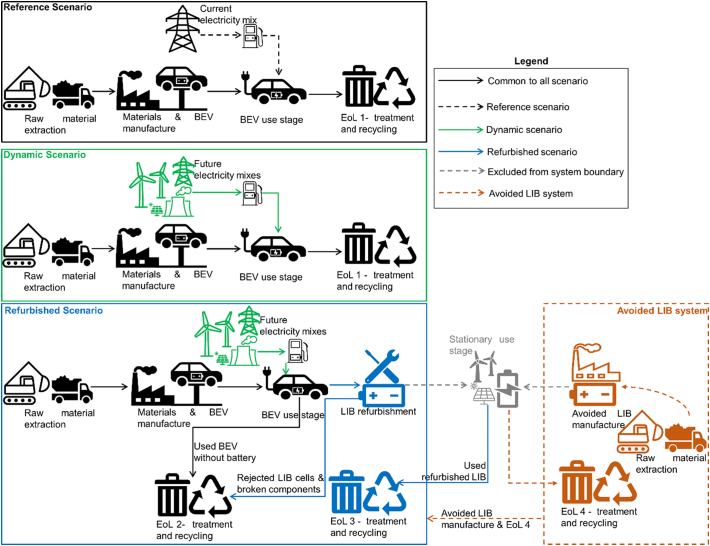 Reference Scenario
Current
electricity mix
Raw material
extraction
Materials & BEV
manufacture
BEV use stage
EoL 1- treatment
and recycling
Legend
Common to all scenario
Reference scenario
Dynamic scenario
Refurbished scenario
Excluded from system boundary
Avoided LIB system
Dynamic Scenario
Future
electricity mixes
Raw material
extraction
Materials & BEV
manufacture
BEV use stage
EoL 1 - treatment
and recycling
Refurbished Scenario
Future
electricity mixes
Raw material
extraction
Materials & BEV
manufacture
BEV use stage
LIB refurbishment
Stationary use
stage
Avoided LIB system
Avoided LIB
manufacture
Raw material
extraction
Used BEV
without battery
Rejected LIB cells &
broken components
Used
refurbished LIB
EoL 2- treatment
and recycling
EoL 3 - treatment
and recycling
Avoided LIB
manufacture & EoL 4
EoL 4 - treatment
and recycling